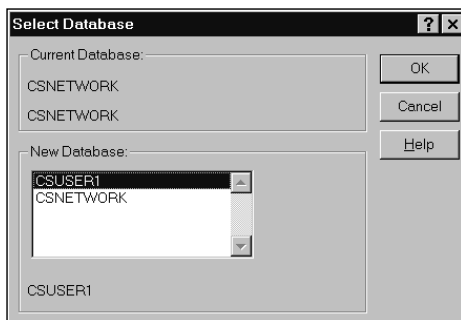 Select Database
Current Database:
CSNETWORK
CSNETWORK
OK
Cancel
Help
New Database:
CSUSER1
CSNETWORK
CSUSER1